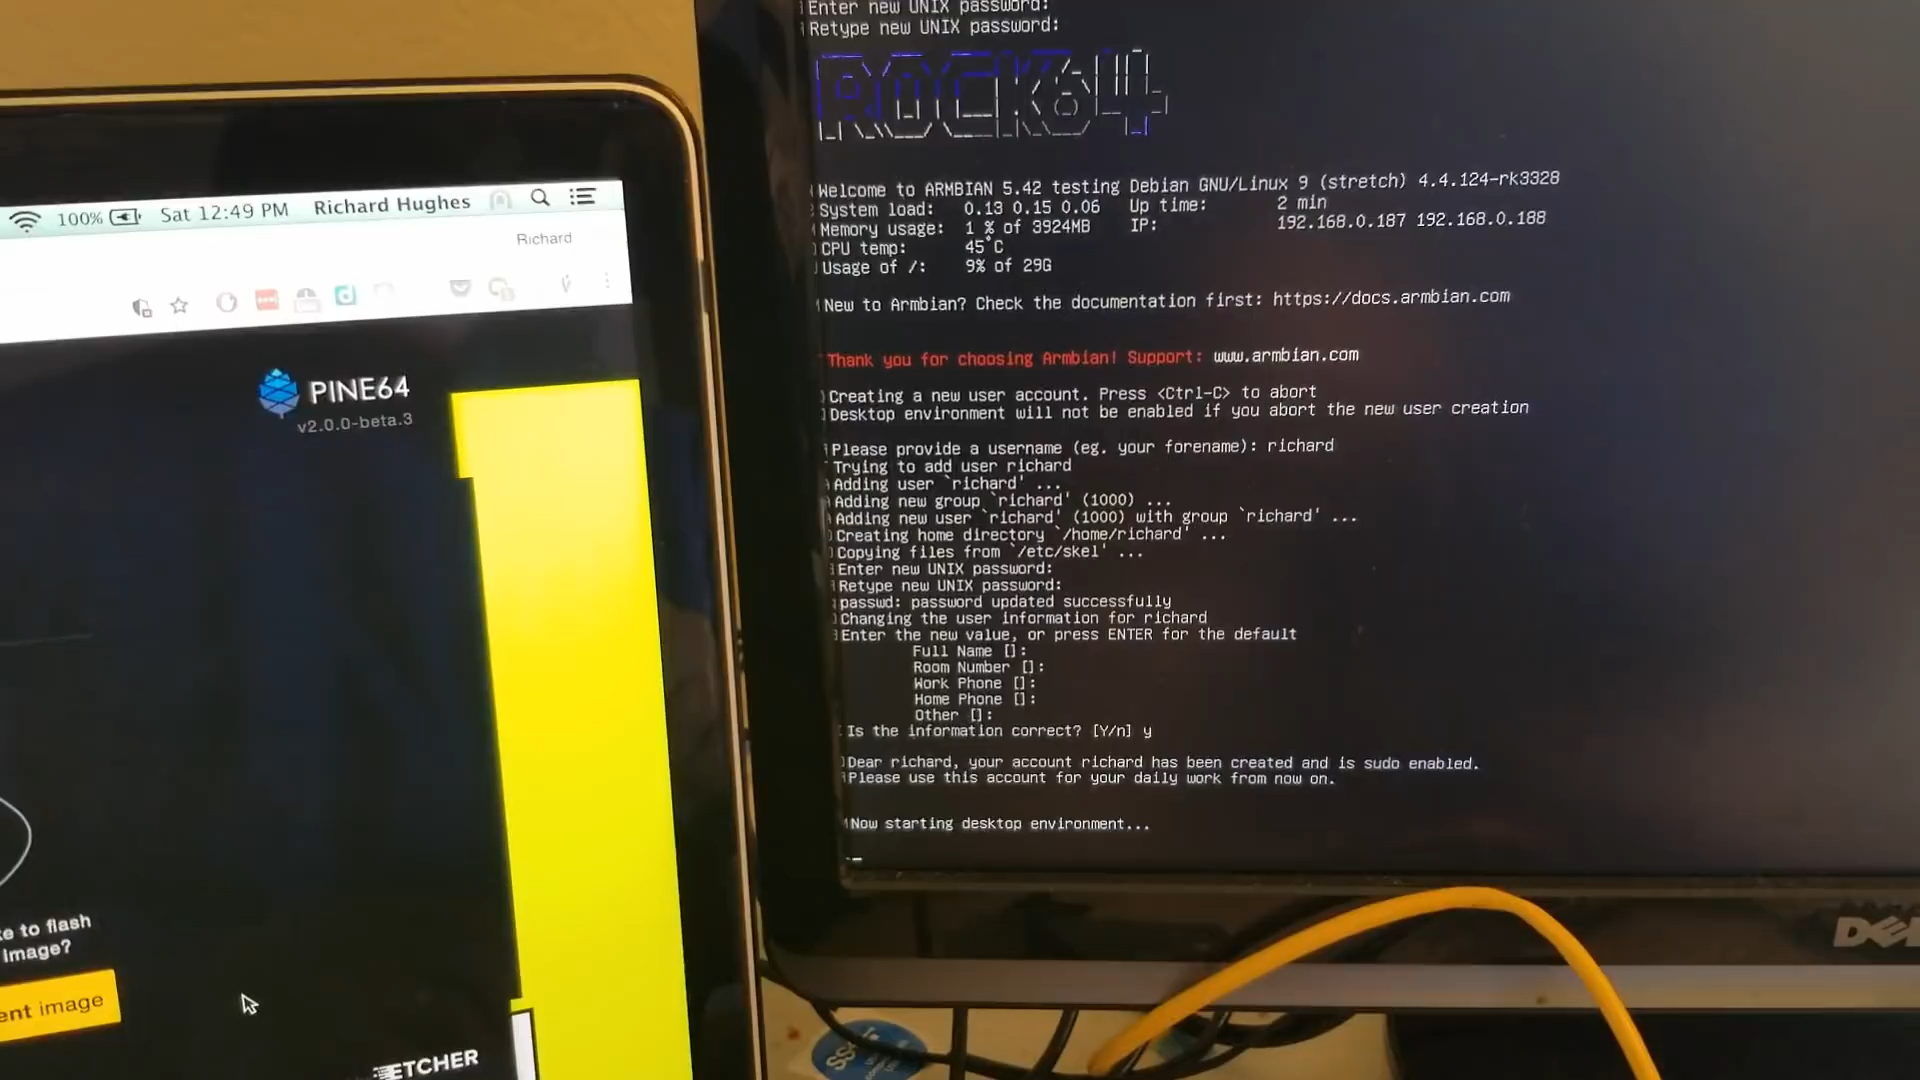 100%
Sat 12:49 PM
Richard Hughes
Richard
PINE64
v2.0.0-beta.3
e to flash
image?
ent image
ETCHER
Enter new UNIX password:
Retype new UNIX password:
ROCK64
Welcome to ARMBIAN 5.42 testing Debian GNU/Linux 9 (stretch) 4.4.124-rk3328
System load: 0.13 0.15 0.06 Up time: 2 min
Memory usage: 1 % of 3924MB IP: 192.168.0.187 192.168.0.188
CPU temp: 45°C
Usage of /: 9% of 29G
New to Armbian? Check the documentation first: https://docs.armbian.com
Thank you for choosing Armbian! Support: www.armbian.com
Creating a new user account. Press <Ctrl-C> to abort
Desktop environment will not be enabled if you abort the new user creation
Please provide a username (eg. your forename): richard
Trying to add user richard
Adding user `richard' ...
Adding new group `richard' (1000) ...
Adding new user `richard' (1000) with group `richard' ...
Creating home directory `/home/richard' ...
Copying files from `/etc/skel' ...
Enter new UNIX password:
Retype new UNIX password:
passwd: password updated successfully
Changing the user information for richard
Enter the new value, or press ENTER for the default
Full Name []:
Room Number []:
Work Phone []:
Home Phone []:
Other []:
Is the information correct? [Y/n] y
Dear richard, your account richard has been created and is sudo enabled.
Please use this account for your daily work from now on.
Now starting desktop environment...
DEL